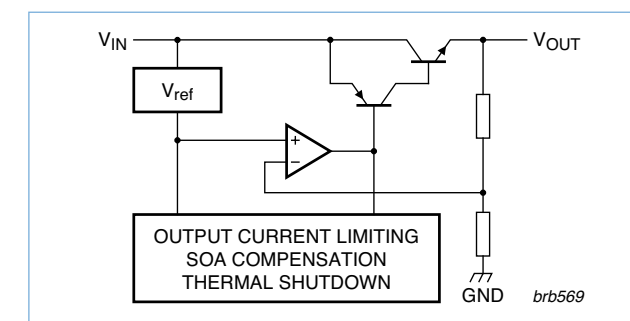 VIN
VOUT
Vref
+
−
OUTPUT CURRENT LIMITING
SOA COMPENSATION
THERMAL SHUTDOWN
GND
brb569